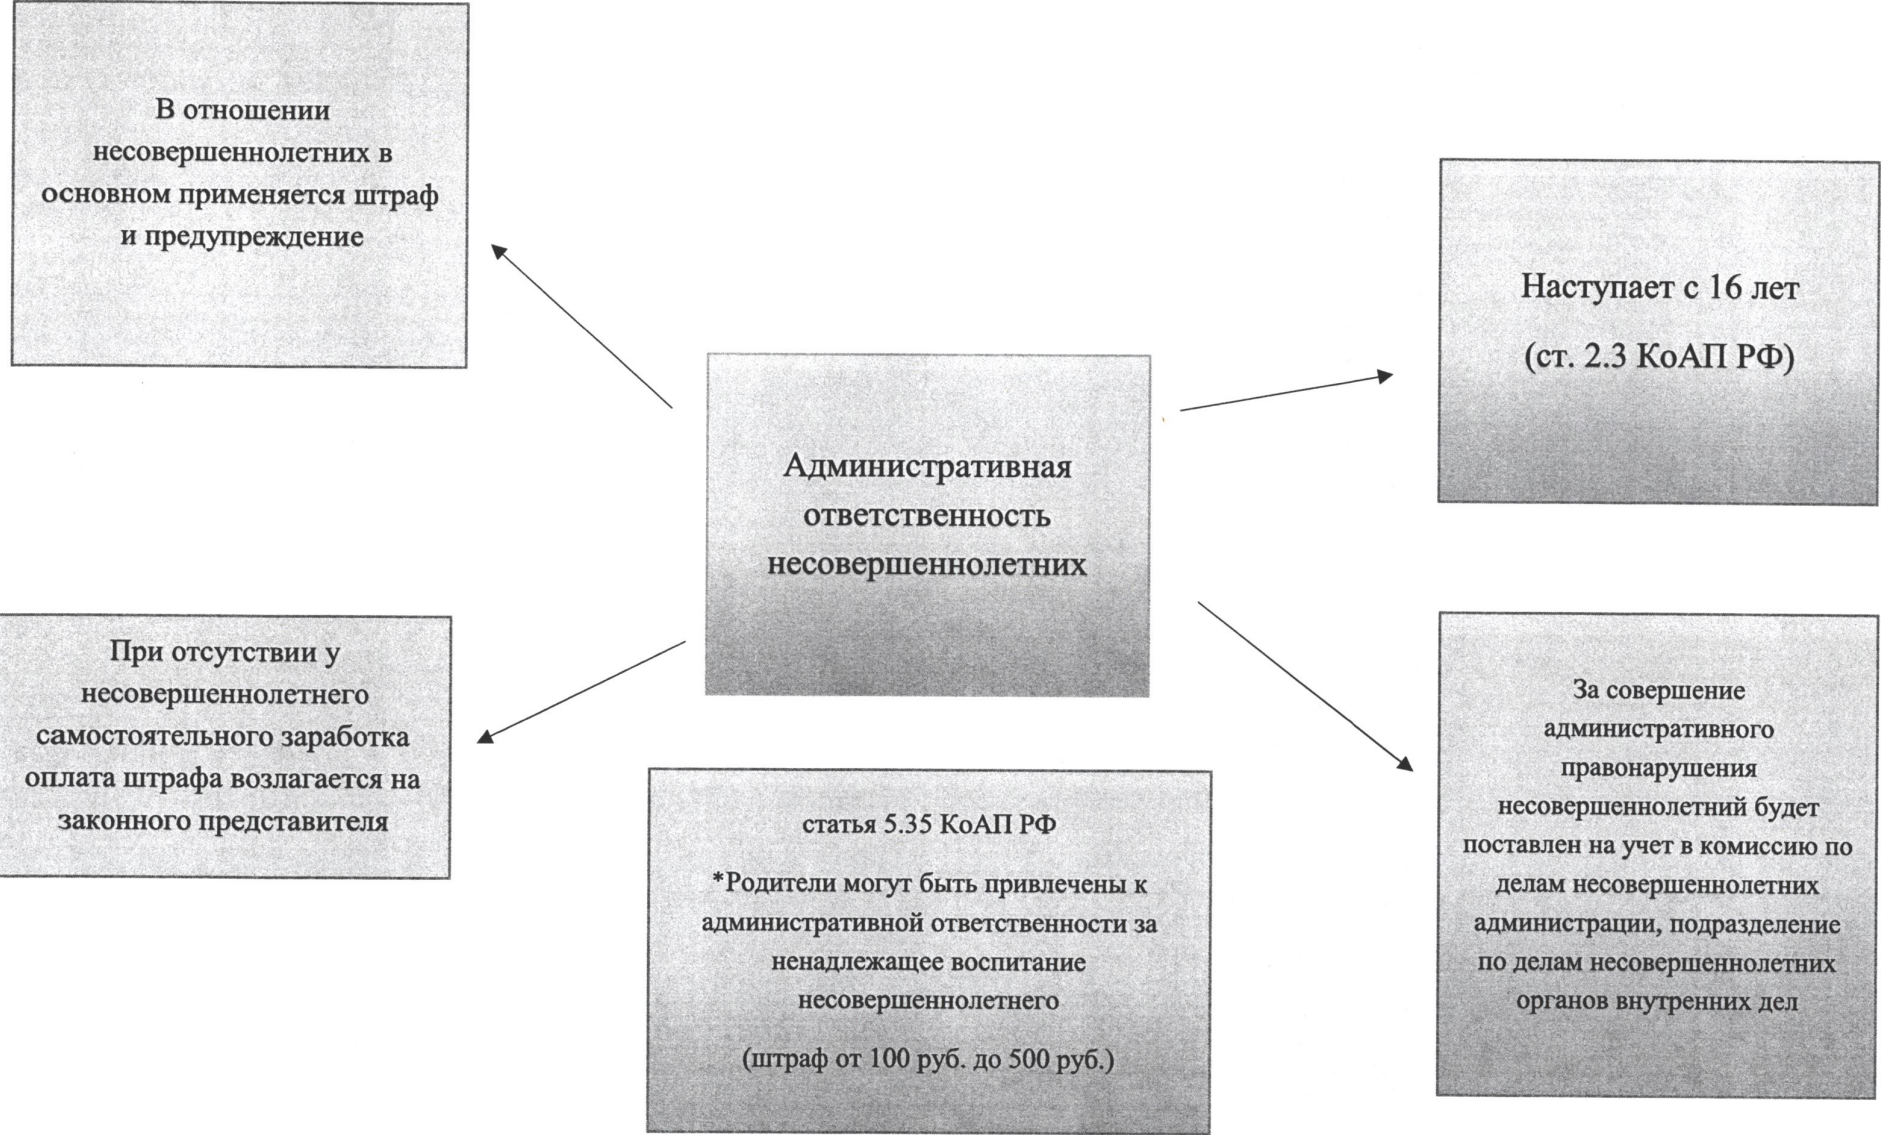 В отношении
несовершеннолетних в
основном применяется штраф
и предупреждение
Наступает с 16 лет
(ст. 2.3 КоАП РФ)
Административная
ответственность
несовершеннолетних
При отсутствии у
несовершеннолетнего
самостоятельного заработка
оплата штрафа возлагается на
законного представителя
статья 5.35 КоАП РФ
*Родители могут быть привлечены к
административной ответственности за
ненадлежащее воспитание
несовершеннолетнего
(штраф от 100 руб. до 500 руб.)
За совершение
административного
правонарушения
несовершеннолетний будет
поставлен на учет в комиссию по
делам несовершеннолетних
администрации, подразделение
по делам несовершеннолетних
органов внутренних дел